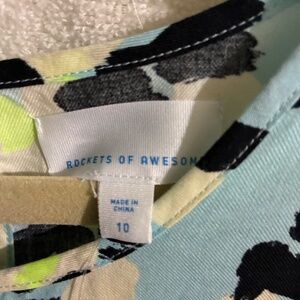 ROCKETS OF AWESOM
MADE IN
CHINA
10